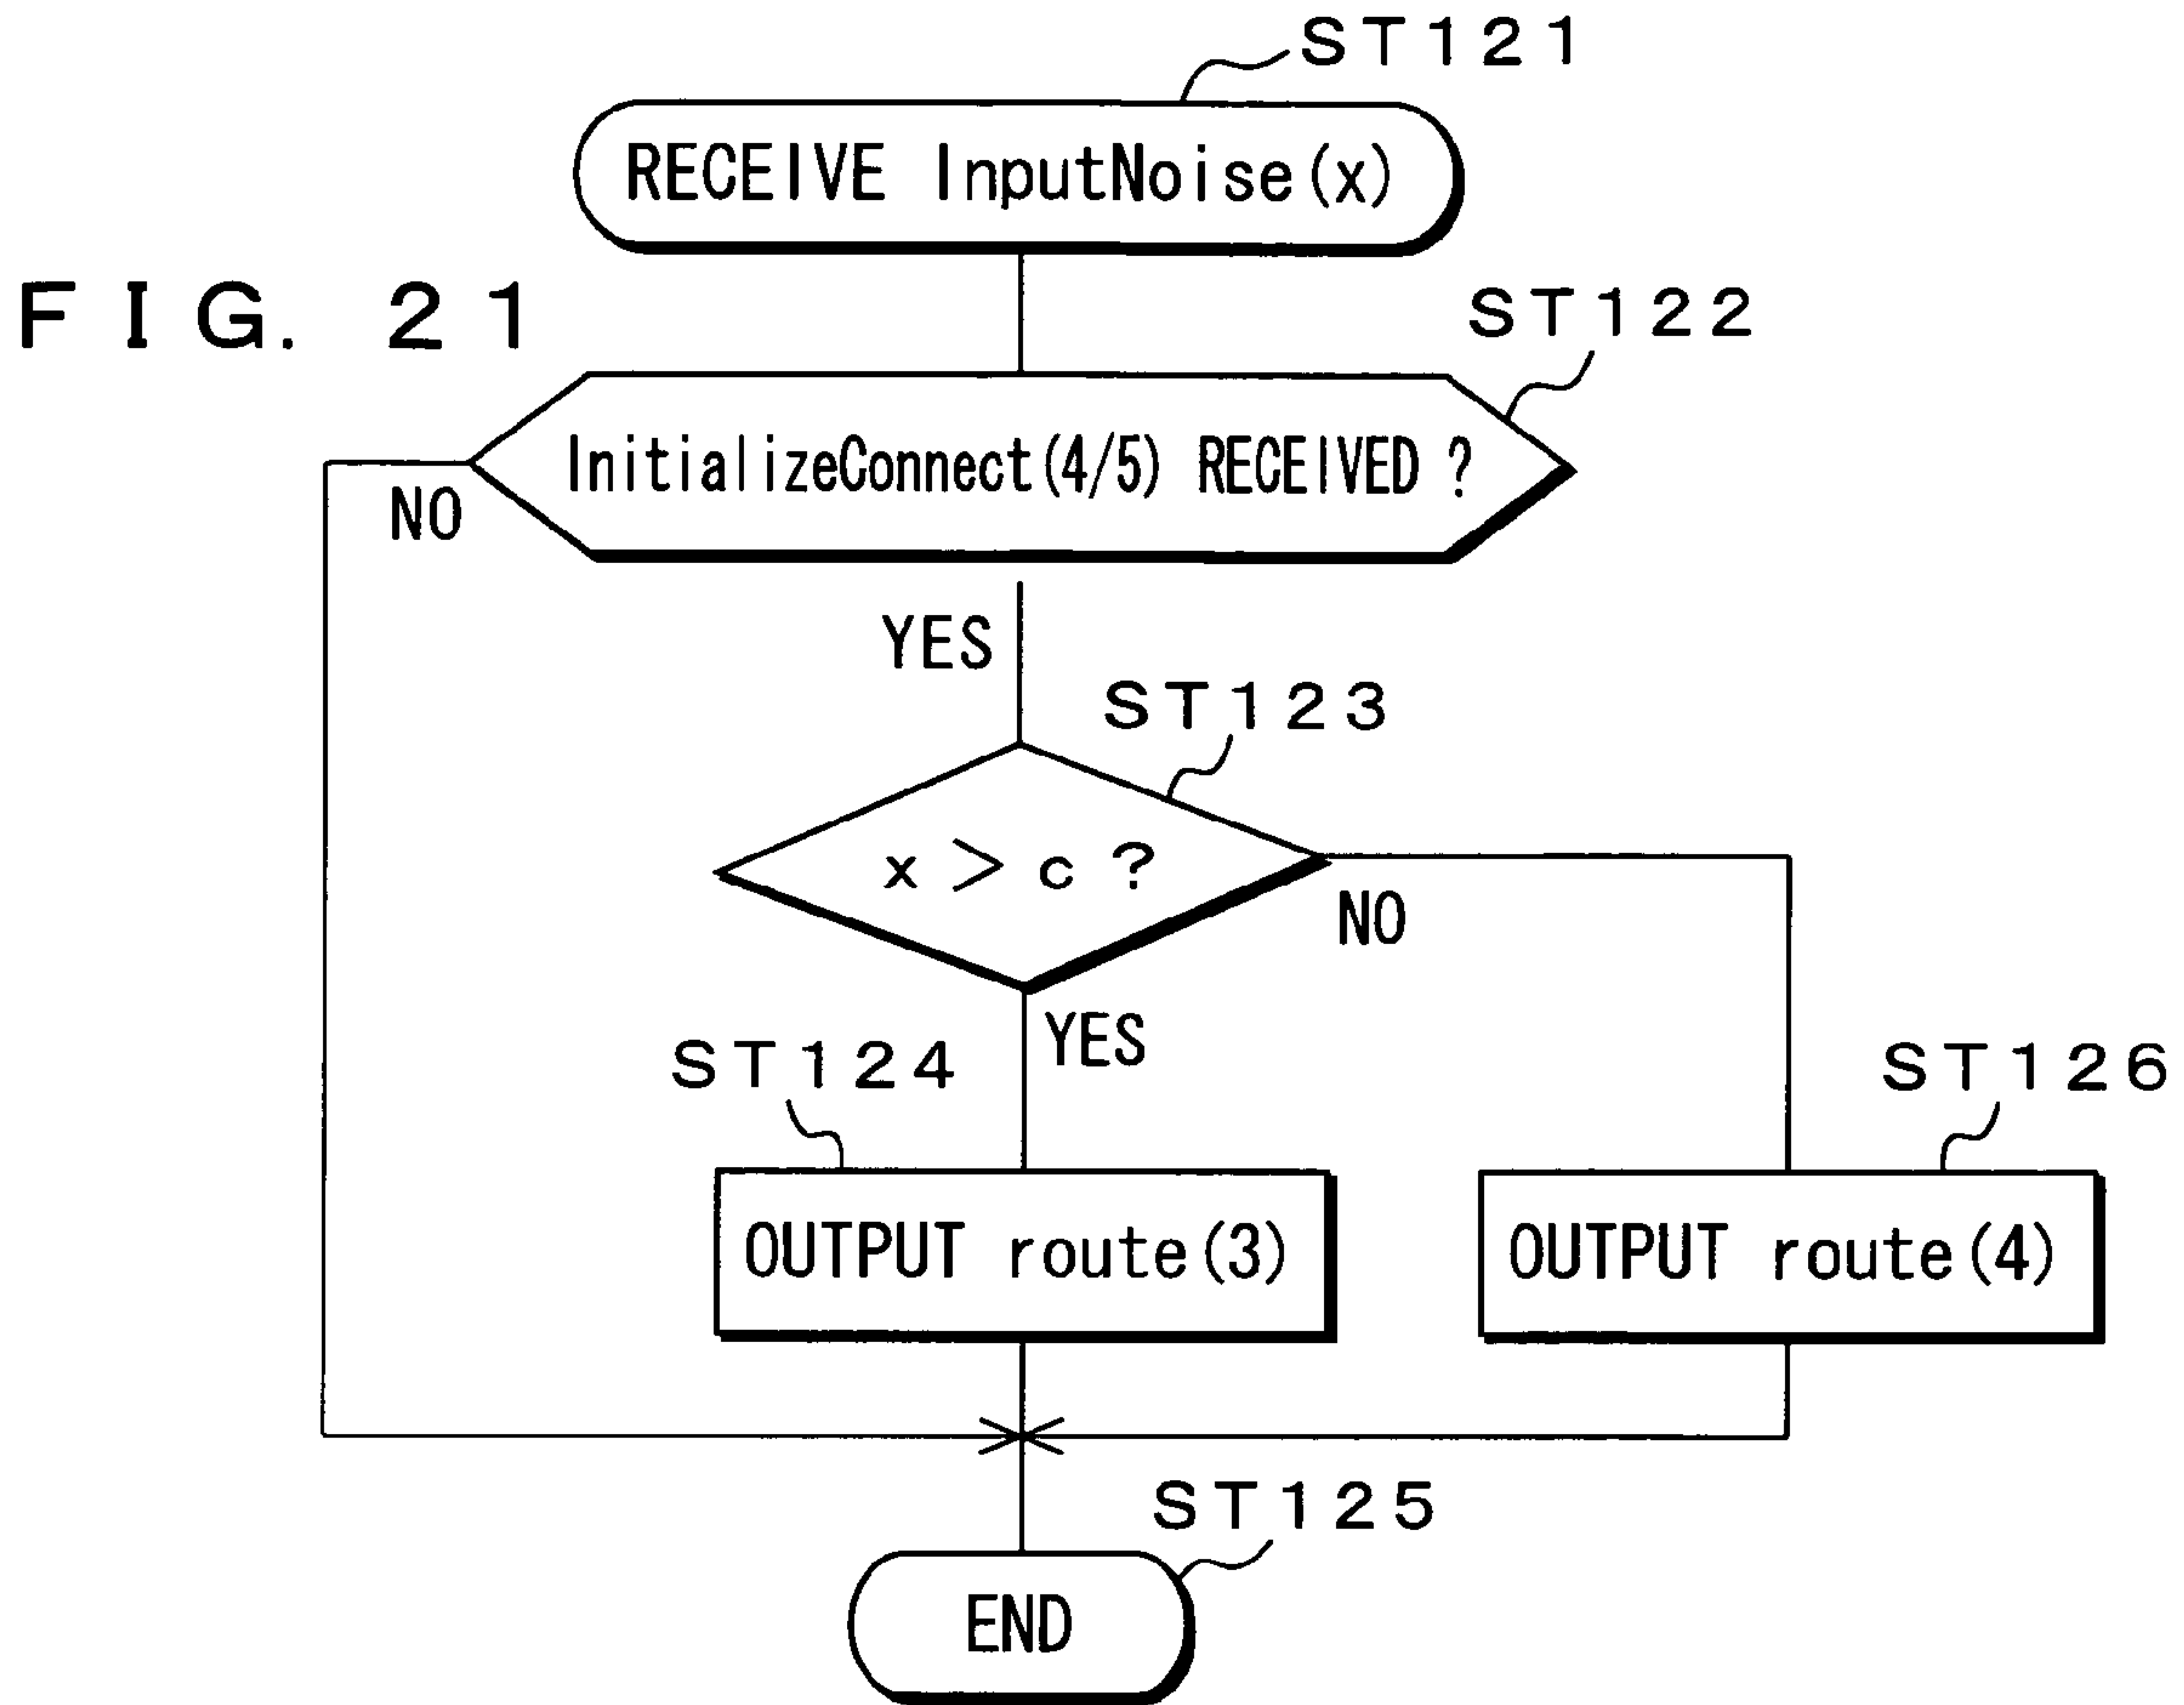 ST121
RECEIVE InputNoise(x)
FIG. 21
ST122
InitializeConnect(4/5) RECEIVED ?
NO
YES
ST123
x > c ?
NO
YES
ST124
ST126
OUTPUT route(3)
OUTPUT route(4)
ST125
END